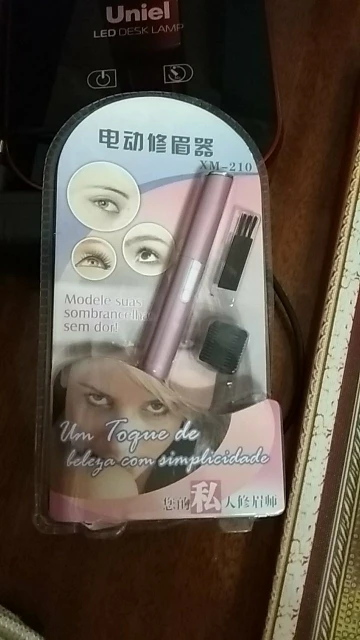 Uniel
LED DESK LAMP
电动修眉器
XM-210
Modele suas
sombrancelhas
sem dor!
Um Toque de
beleza com simplicidade
您的私人修眉师